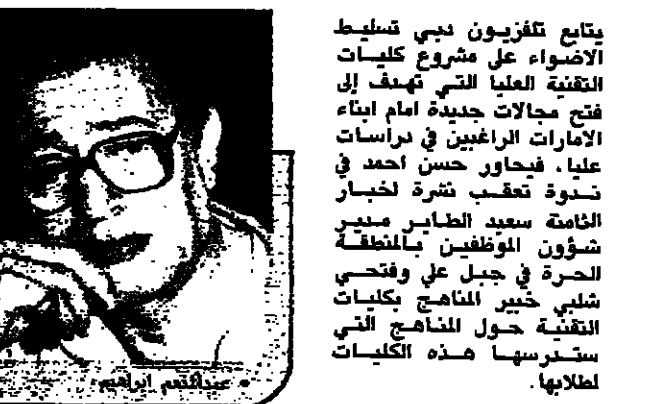 يتابع تلفزيون دبي تسليط
الاضواء على مشروع كليات
التقنية العليا التي تهدف إلى
فتح مجالات جديدة امام ابناء
الامارات الراغبين في دراسات
عليا، فيحاور حسن احمد في
ندوة تعقب نشرة لخبار
الثامنة سعيد الطاير مدير
شؤون الموظفين بالمنطقة
الحرة في جبل علي وفتحي
شلبي خبير المناهج بكليات
التقنية حول المناهج التي
ستدرسها هذه الكليات
لطلابها.
• عبدالمنعم ابراهيم